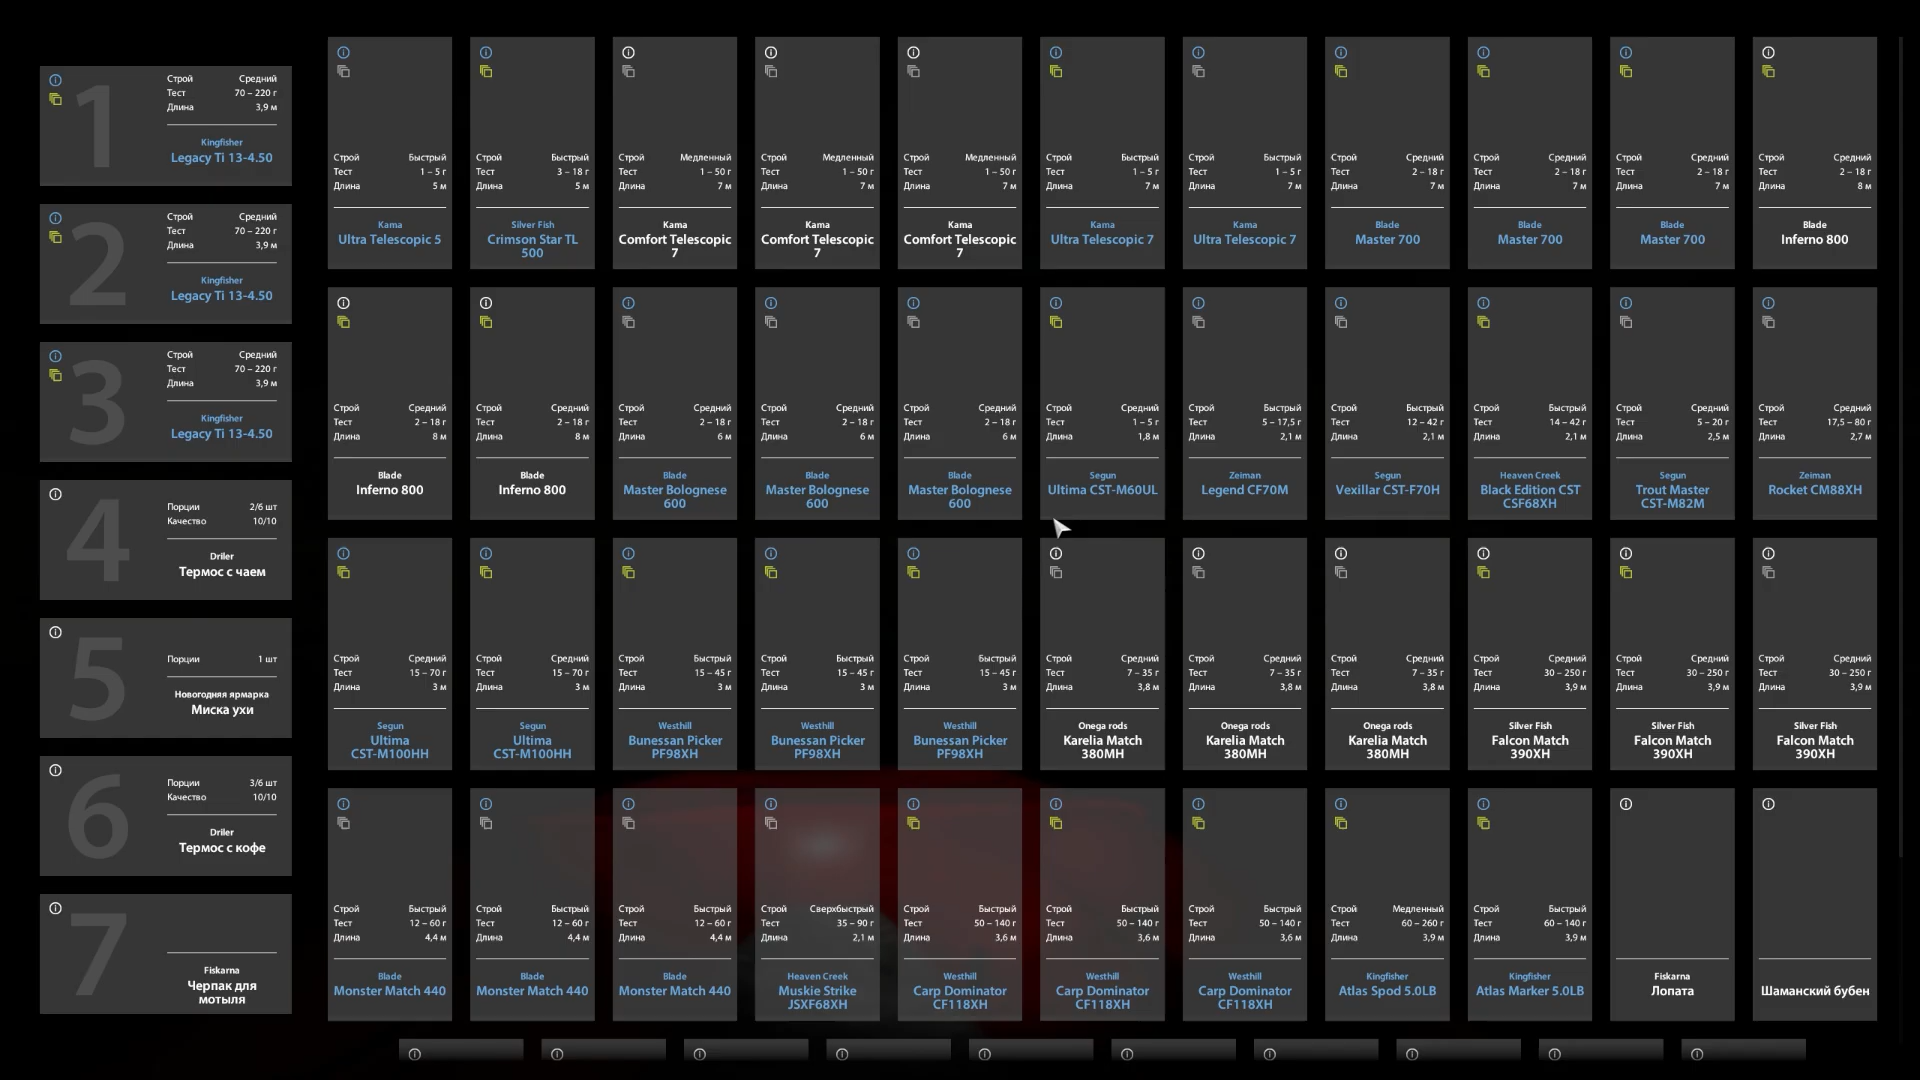 1
Строй Средний
Тест 70 – 220 г
Длина 3,9 м
Kingfisher
Legacy Ti 13-4.50
2
Строй Средний
Тест 70 – 220 г
Длина 3,9 м
Kingfisher
Legacy Ti 13-4.50
3
Строй Средний
Тест 70 – 220 г
Длина 3,9 м
Kingfisher
Legacy Ti 13-4.50
4
Порции 2/6 шт
Качество 10/10
Driler
Термос с чаем
5
Порции 1 шт
Новогодняя ярмарка
Миска ухи
6
Порции 3/6 шт
Качество 10/10
Driler
Термос с кофе
7
Fiskarna
Черпак для
мотыля
Строй Быстрый
Тест 1 – 5 г
Длина 5 м
Kama
Ultra Telescopic 5
Строй Быстрый
Тест 3 – 18 г
Длина 5 м
Silver Fish
Crimson Star TL
500
Строй Медленный
Тест 1 – 50 г
Длина 7 м
Kama
Comfort Telescopic
7
Строй Медленный
Тест 1 – 50 г
Длина 7 м
Kama
Comfort Telescopic
7
Строй Медленный
Тест 1 – 50 г
Длина 7 м
Kama
Comfort Telescopic
7
Строй Быстрый
Тест 1 – 5 г
Длина 7 м
Kama
Ultra Telescopic 7
Строй Быстрый
Тест 1 – 5 г
Длина 7 м
Kama
Ultra Telescopic 7
Строй Средний
Тест 2 – 18 г
Длина 7 м
Blade
Master 700
Строй Средний
Тест 2 – 18 г
Длина 7 м
Blade
Master 700
Строй Средний
Тест 2 – 18 г
Длина 7 м
Blade
Master 700
Строй Средний
Тест 2 – 18 г
Длина 8 м
Blade
Inferno 800
Строй Средний
Тест 2 – 18 г
Длина 8 м
Blade
Inferno 800
Строй Средний
Тест 2 – 18 г
Длина 8 м
Blade
Inferno 800
Строй Средний
Тест 2 – 18 г
Длина 6 м
Blade
Master Bolognese
600
Строй Средний
Тест 2 – 18 г
Длина 6 м
Blade
Master Bolognese
600
Строй Средний
Тест 2 – 18 г
Длина 6 м
Blade
Master Bolognese
600
Строй Средний
Тест 1 – 5 г
Длина 1,8 м
Segun
Ultima CST-M60UL
Строй Быстрый
Тест 5 – 17,5 г
Длина 2,1 м
Zeiman
Legend CF70M
Строй Быстрый
Тест 12 – 42 г
Длина 2,1 м
Segun
Vexillar CST-F70H
Строй Быстрый
Тест 14 – 42 г
Длина 2,1 м
Heaven Creek
Black Edition CST
CSF68XH
Строй Средний
Тест 5 – 20 г
Длина 2,5 м
Segun
Trout Master
CST-M82M
Строй Средний
Тест 17,5 – 80 г
Длина 2,7 м
Zeiman
Rocket CM88XH
Строй Средний
Тест 15 – 70 г
Длина 3 м
Segun
Ultima
CST-M100HH
Строй Средний
Тест 15 – 70 г
Длина 3 м
Segun
Ultima
CST-M100HH
Строй Быстрый
Тест 15 – 45 г
Длина 3 м
Westhill
Bunessan Picker
PF98XH
Строй Быстрый
Тест 15 – 45 г
Длина 3 м
Westhill
Bunessan Picker
PF98XH
Строй Быстрый
Тест 15 – 45 г
Длина 3 м
Westhill
Bunessan Picker
PF98XH
Строй Средний
Тест 7 – 35 г
Длина 3,8 м
Onega rods
Karelia Match
380MH
Строй Средний
Тест 7 – 35 г
Длина 3,8 м
Onega rods
Karelia Match
380MH
Строй Средний
Тест 7 – 35 г
Длина 3,8 м
Onega rods
Karelia Match
380MH
Строй Средний
Тест 30 – 250 г
Длина 3,9 м
Silver Fish
Falcon Match
390XH
Строй Средний
Тест 30 – 250 г
Длина 3,9 м
Silver Fish
Falcon Match
390XH
Строй Средний
Тест 30 – 250 г
Длина 3,9 м
Silver Fish
Falcon Match
390XH
Строй Быстрый
Тест 12 – 60 г
Длина 4,4 м
Blade
Monster Match 440
Строй Быстрый
Тест 12 – 60 г
Длина 4,4 м
Blade
Monster Match 440
Строй Быстрый
Тест 12 – 60 г
Длина 4,4 м
Blade
Monster Match 440
Строй Сверхбыстрый
Тест 35 – 90 г
Длина 2,1 м
Heaven Creek
Muskie Strike
JSXF68XH
Строй Быстрый
Тест 50 – 140 г
Длина 3,6 м
Westhill
Carp Dominator
CF118XH
Строй Быстрый
Тест 50 – 140 г
Длина 3,6 м
Westhill
Carp Dominator
CF118XH
Строй Быстрый
Тест 50 – 140 г
Длина 3,6 м
Westhill
Carp Dominator
CF118XH
Строй Медленный
Тест 60 – 260 г
Длина 3,9 м
Kingfisher
Atlas Spod 5.0LB
Строй Быстрый
Тест 60 – 140 г
Длина 3,9 м
Kingfisher
Atlas Marker 5.0LB
Fiskarna
Лопата
Шаманский бубен